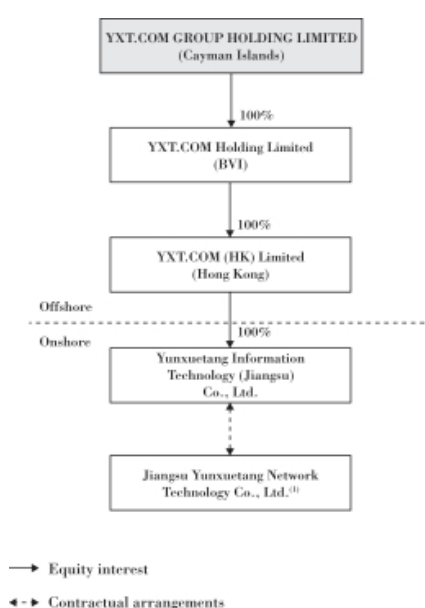 YXT.COM GROUP HOLDING LIMITED
(Cayman Islands)
100%
YXT.COM Holding Limited
(BVI)
100%
YXT.COM (HK) Limited
(Hong Kong)
Offshore
100%
Onshore
Yunxuetang Information
Technology (Jiangsu)
Co., Ltd.
Jiangsu Yunxuetang Network
Technology Co., Ltd.(1)
Equity interest
Contractual arrangements